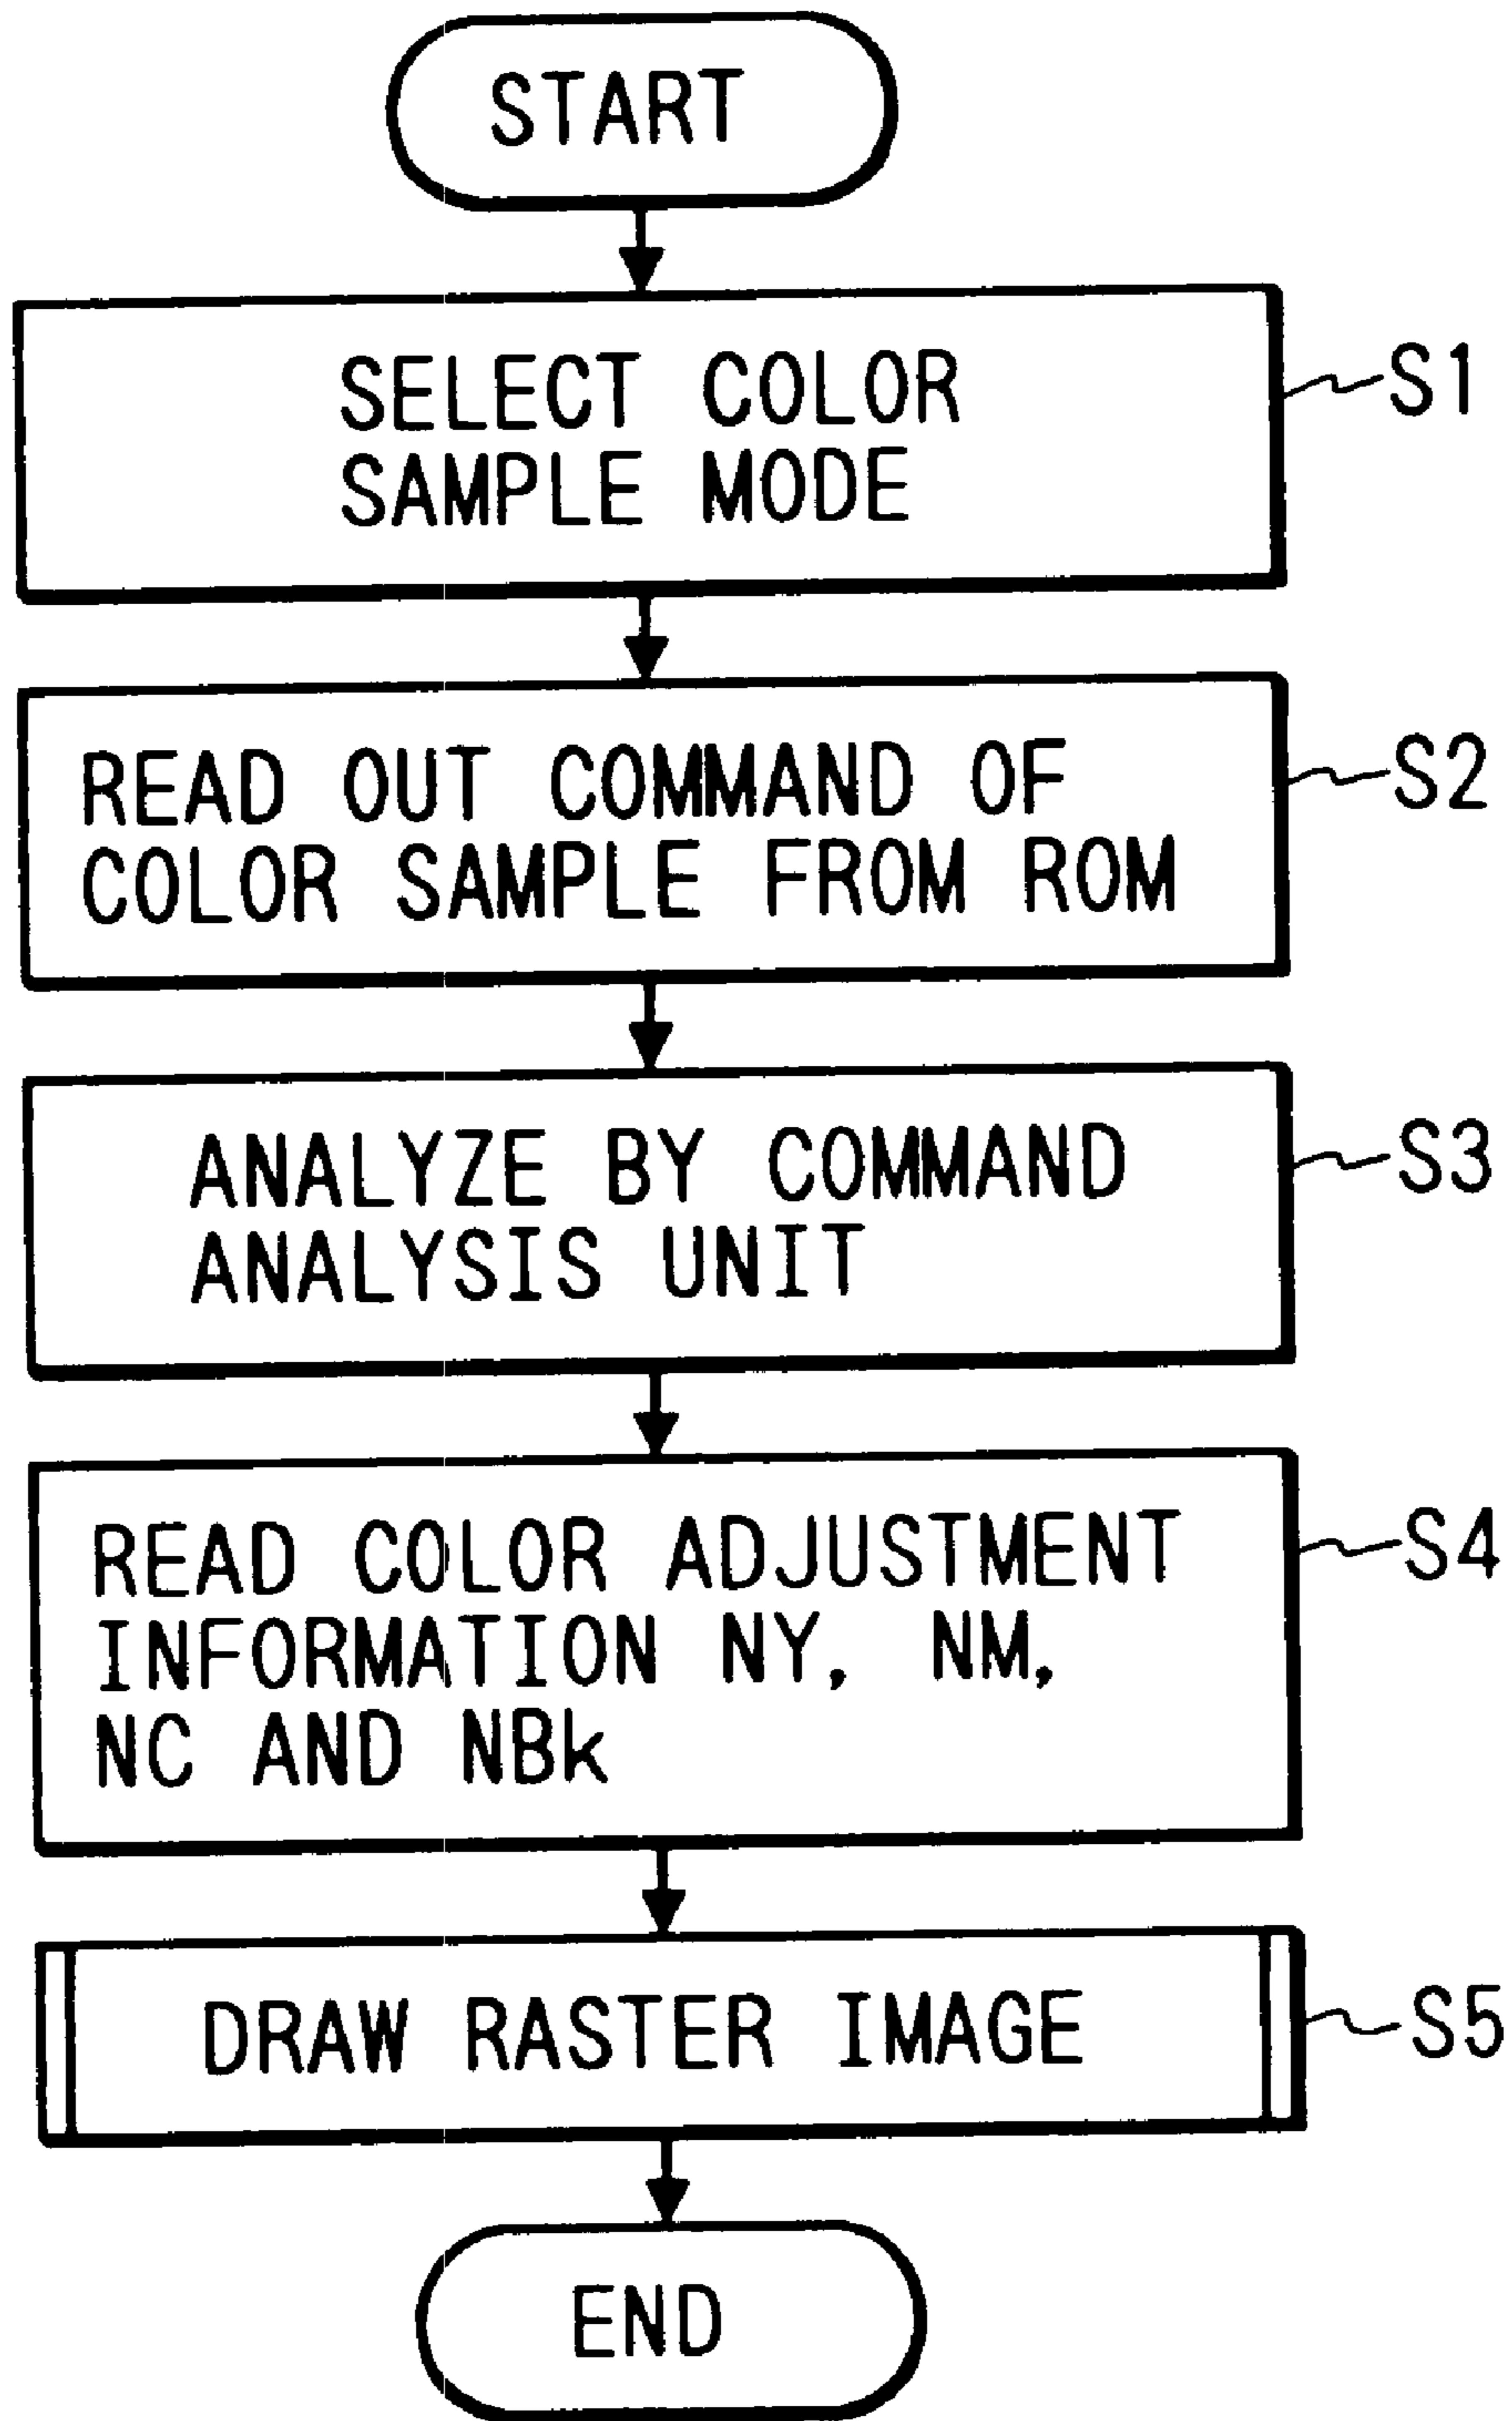 START
SELECT COLOR
SAMPLE MODE
S1
READ OUT COMMAND OF
COLOR SAMPLE FROM ROM
S2
ANALYZE BY COMMAND
ANALYSIS UNIT
S3
READ COLOR ADJUSTMENT
INFORMATION NY, NM,
NC AND NBk
S4
DRAW RASTER IMAGE
S5
END